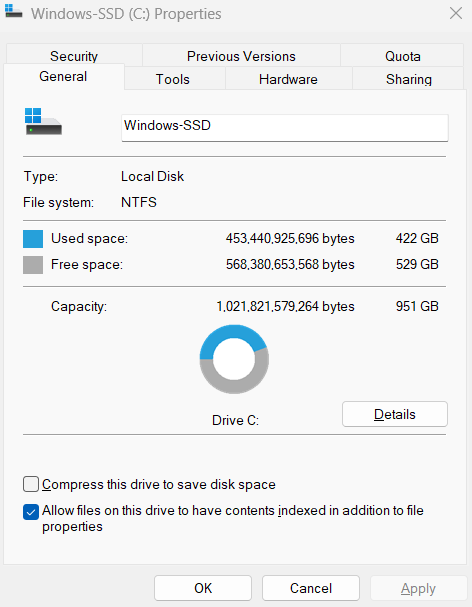 Windows-SSD (C:) Properties
Security Previous Versions Quota
General Tools Hardware Sharing
Windows-SSD
Type: Local Disk
File system: NTFS
Used space: 453,440,925,696 bytes 422 GB
Free space: 568,380,653,568 bytes 529 GB
Capacity: 1,021,821,579,264 bytes 951 GB
Drive C:
Details
Compress this drive to save disk space
Allow files on this drive to have contents indexed in addition to file
properties
OK Cancel Apply